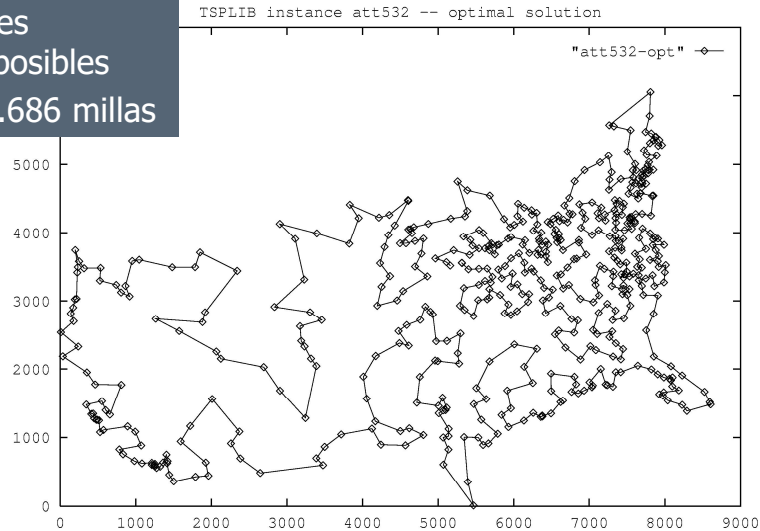 es
posibles
.686 millas
TSPLIB instance att532 -- optimal solution
"att532-opt"
5000
4000
3000
2000
1000
0
0 1000 2000 3000 4000 5000 6000 7000 8000 9000